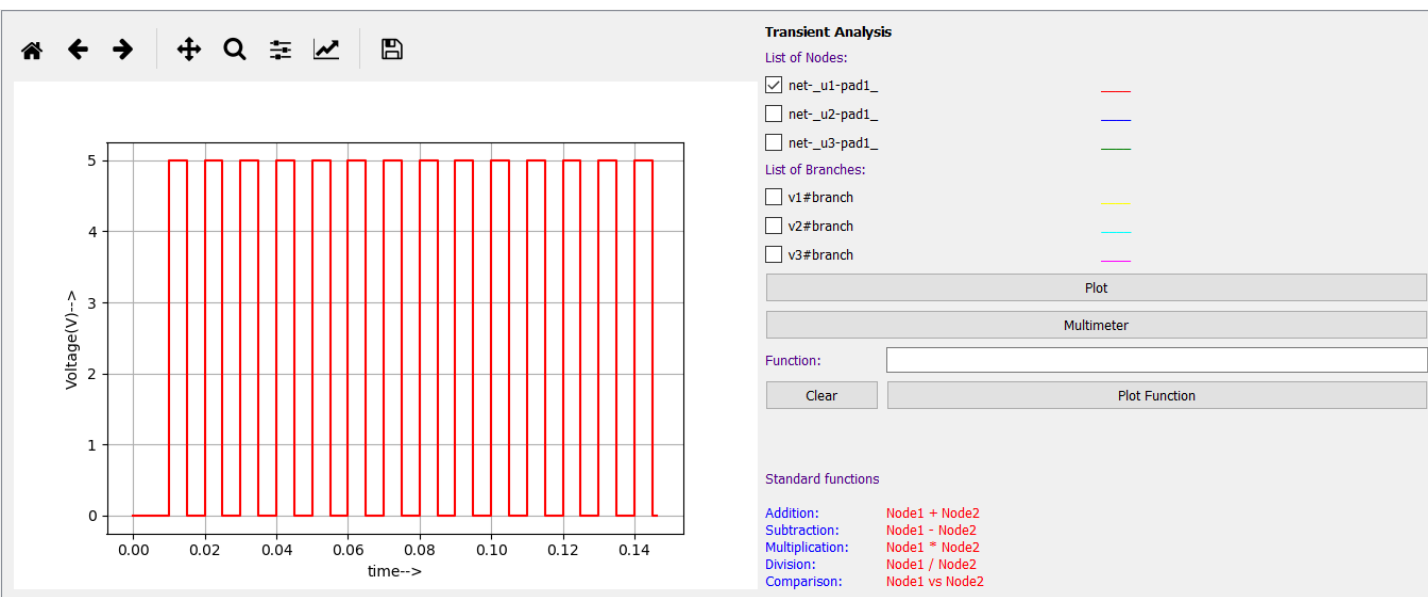 Transient Analysis
List of Nodes:
net-_u1-pad1_
net-_u2-pad1_
net-_u3-pad1_
List of Branches:
v1#branch
v2#branch
v3#branch
Plot
Multimeter
Function:
Clear
Plot Function
Standard functions
Addition: Node1 + Node2
Subtraction: Node1 - Node2
Multiplication: Node1 * Node2
Division: Node1 / Node2
Comparison: Node1 vs Node2
Voltage(V)-->
5
4
3
2
1
0
0.00 0.02 0.04 0.06 0.08 0.10 0.12 0.14
time-->